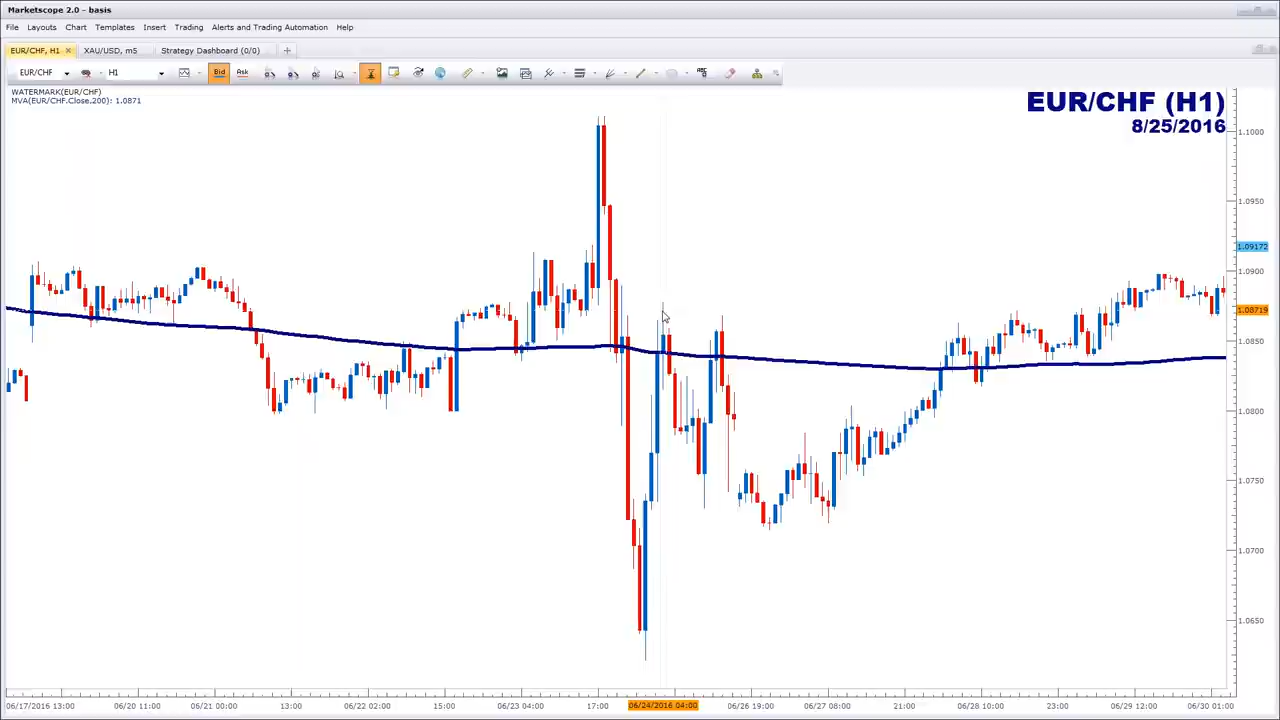 Marketscope 2.0 - basis
File Layouts Chart Templates Insert Trading Alerts and Trading Automation Help
EUR/CHF, H1 XAU/USD, m5 Strategy Dashboard (0/0)
EUR/CHF H1 Bid Ask ABC
WATERMARK(EUR/CHF)
MVA(EUR/CHF.Close,200): 1.0871
EUR/CHF (H1)
8/25/2016
1.1000
1.0950
1.09172
1.0900
1.08719
1.0850
1.0800
1.0750
1.0700
1.0650
06/17/2016 13:00 06/20 11:00 06/21 00:00 13:00 06/22 02:00 15:00 06/23 04:00 17:00 06/24/2016 04:00 06/26 19:00 06/27 08:00 21:00 06/28 10:00 23:00 06/29 12:00 06/30 01:00